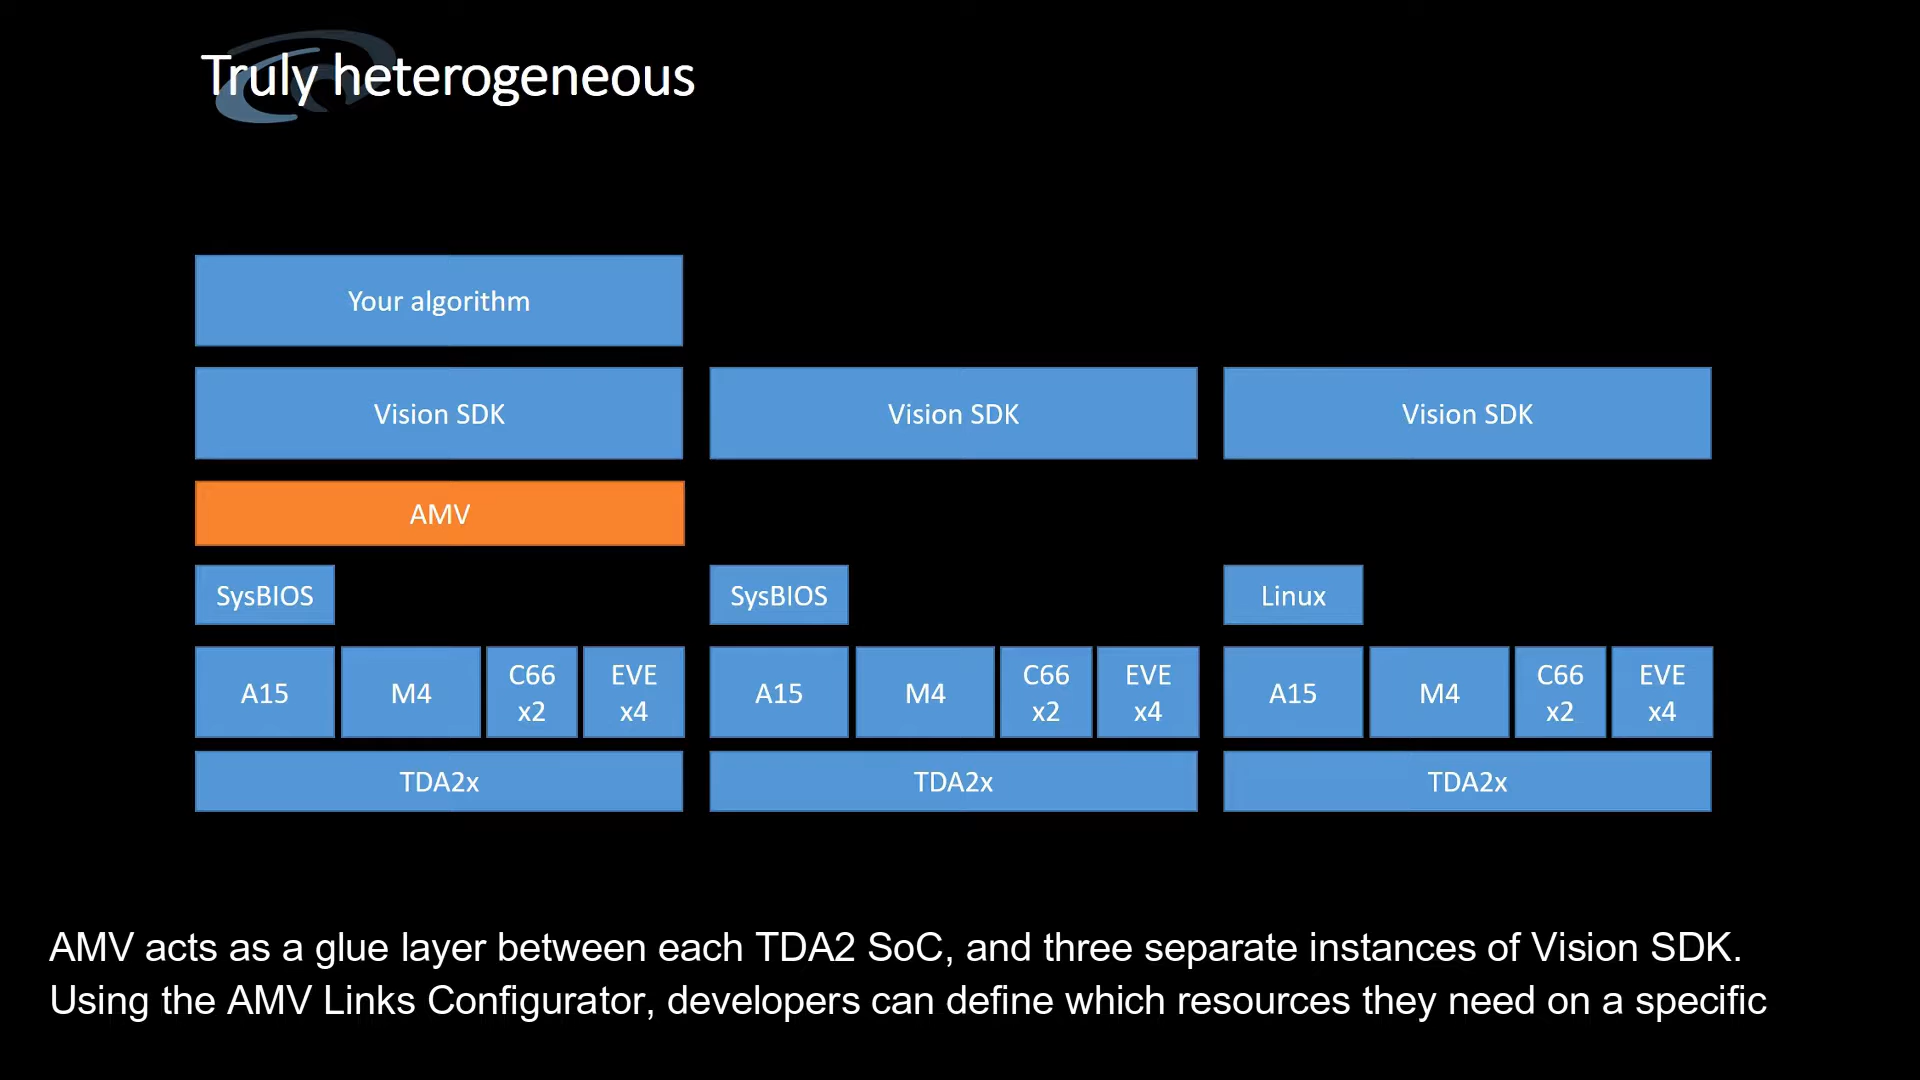 Truly heterogeneous
Your algorithm
Vision SDK Vision SDK Vision SDK
AMV
SysBIOS SysBIOS Linux
A15 M4 C66 x2 EVE x4 A15 M4 C66 x2 EVE x4 A15 M4 C66 x2 EVE x4
TDA2x TDA2x TDA2x
AMV acts as a glue layer between each TDA2 SoC, and three separate instances of Vision SDK.
Using the AMV Links Configurator, developers can define which resources they need on a specific